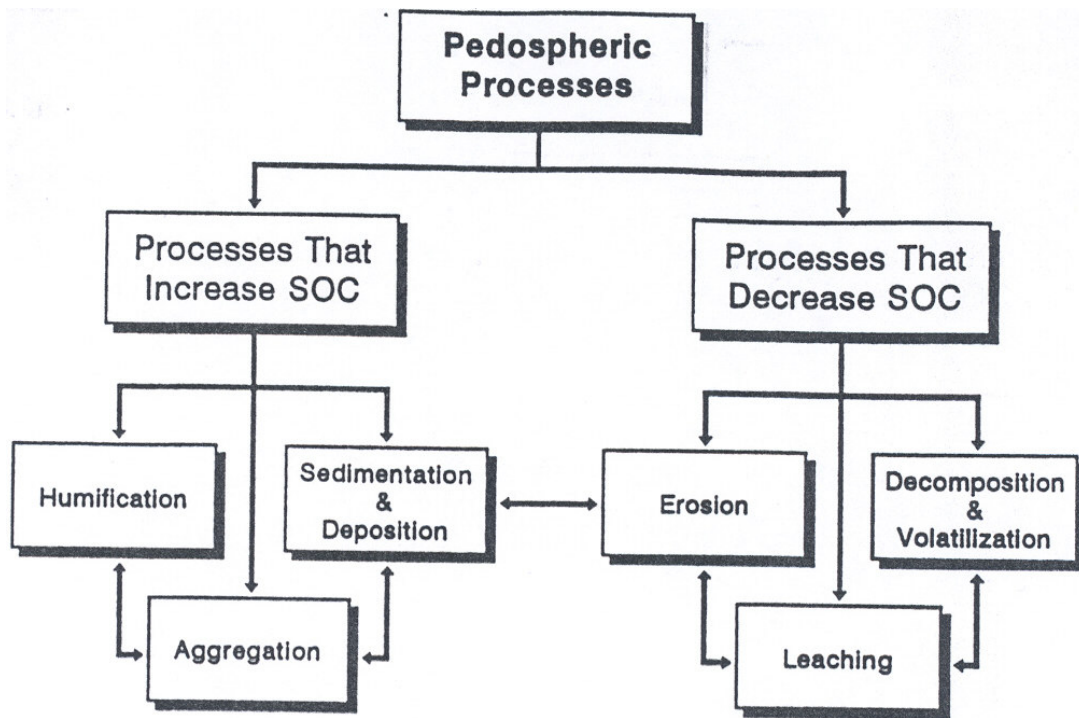 Pedospheric
Processes
Processes That
Increase SOC
Processes That
Decrease SOC
Humification
Sedimentation
&
Deposition
Erosion
Decomposition
&
Volatilization
Aggregation
Leaching